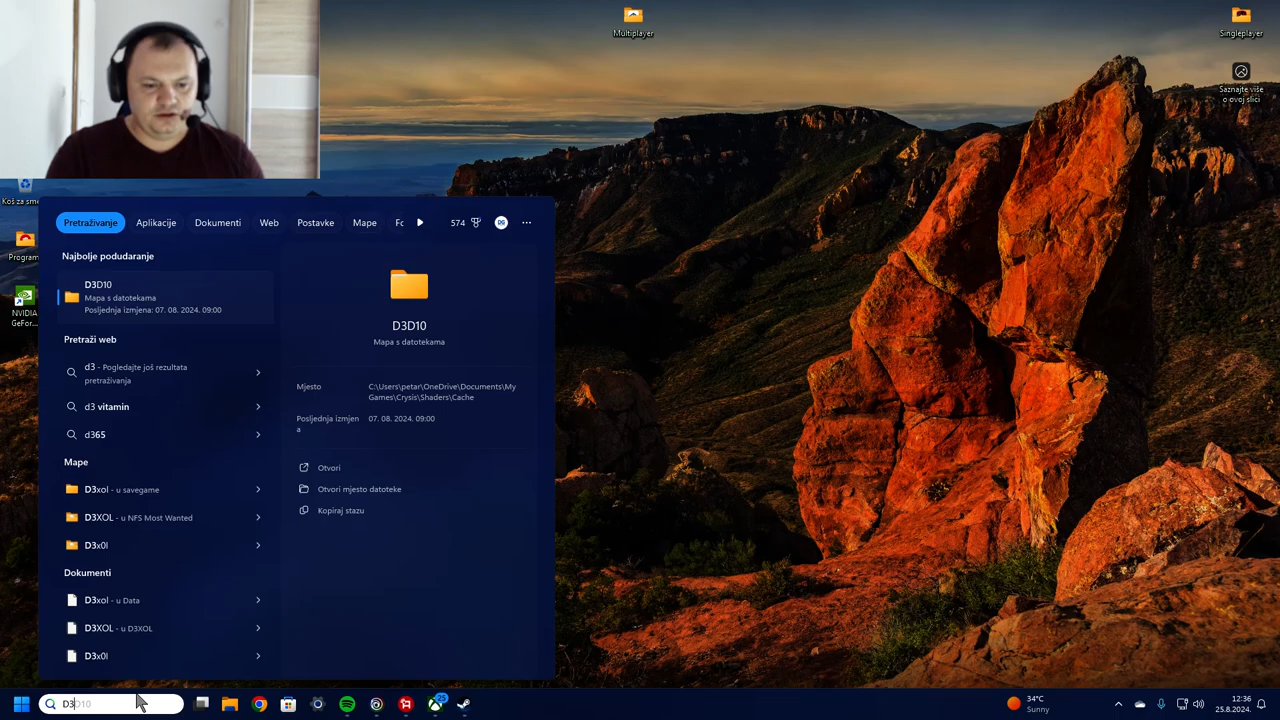 Multiplayer
Singleplayer
Saznajte više
o ovoj slici
Koš za sme
Program
NVIDIA
GeFor...
Pretraživanje Aplikacije Dokumenti Web Postavke Mape Fc 574
Najbolje podudaranje
D3D10
Mapa s datotekama
Posljednja izmjena: 07. 08. 2024. 09:00
Pretraži web
d3 - Pogledajte još rezultata
pretraživanja
d3 vitamin
d365
Mape
D3xol - u savegame
D3XOL - u NFS Most Wanted
D3x0l
Dokumenti
D3xol - u Data
D3XOL - u D3XOL
D3x0l
D3D10
Mapa s datotekama
Mjesto C:\Users\petar\OneDrive\Documents\My
Games\Crysis\Shaders\Cache
Posljednja izmjen
a 07. 08. 2024. 09:00
Otvori
Otvori mjesto datoteke
Kopiraj stazu
D3D10
25
34°C
Sunny
12:36
25.8.2024.